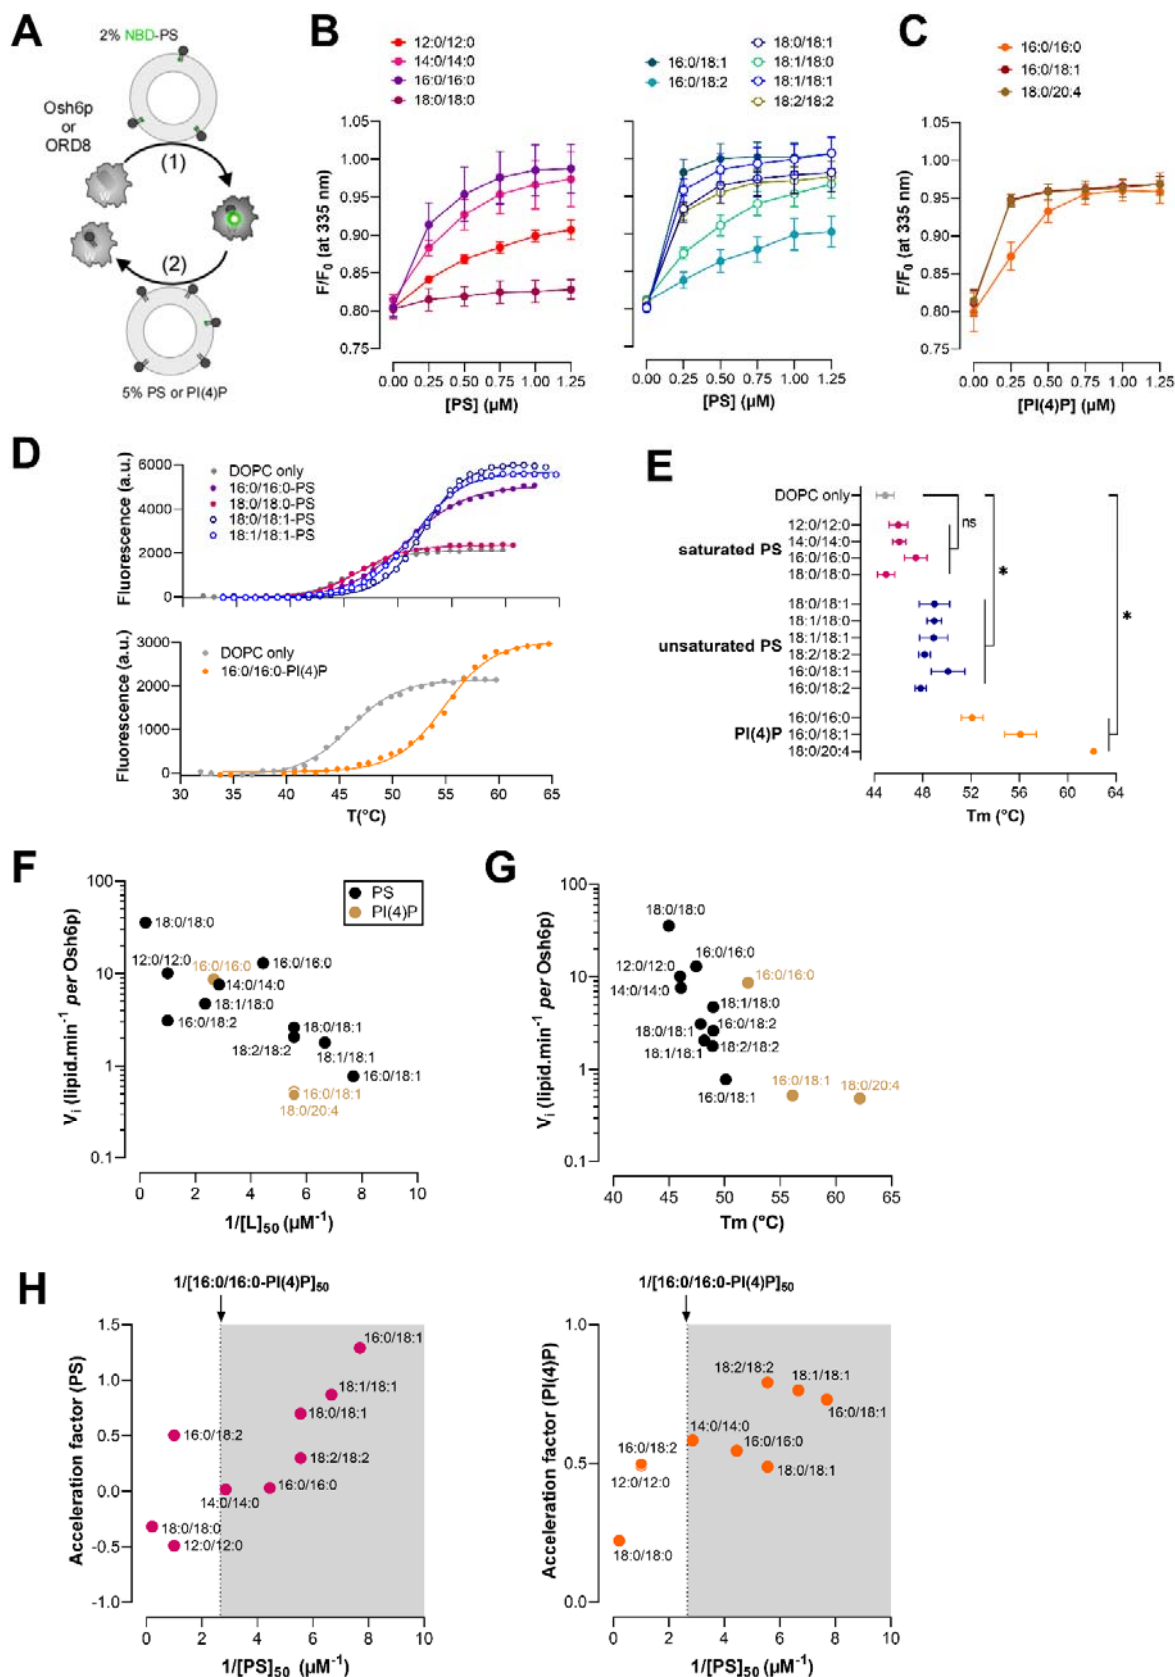 A
2% NBD-PS
Osh6p
or
ORD8
(1)
W
W
(2)
5% PS or PI(4)P
B
12:0/12:0
14:0/14:0
16:0/16:0
18:0/18:0
F/F0 (at 335 nm)
1.05
1.00
0.95
0.90
0.85
0.80
0.75
0.00 0.25 0.50 0.75 1.00 1.25
[PS] (µM)
16:0/18:1
16:0/18:2
18:0/18:1
18:1/18:0
18:1/18:1
18:2/18:2
0.00 0.25 0.50 0.75 1.00 1.25
[PS] (µM)
C
16:0/16:0
16:0/18:1
18:0/20:4
F/F0 (at 335 nm)
1.05
1.00
0.95
0.90
0.85
0.80
0.75
0.00 0.25 0.50 0.75 1.00 1.25
[PI(4)P] (µM)
D
Fluorescence (a.u.)
6000
4000
2000
0
DOPC only
16:0/16:0-PS
18:0/18:0-PS
18:0/18:1-PS
18:1/18:1-PS
Fluorescence (a.u.)
3000
2000
1000
0
DOPC only
16:0/16:0-PI(4)P
30 35 40 45 50 55 60 65
T(°C)
E
DOPC only
saturated PS
12:0/12:0
14:0/14:0
16:0/16:0
18:0/18:0
unsaturated PS
18:0/18:1
18:1/18:0
18:1/18:1
18:2/18:2
16:0/18:1
16:0/18:2
PI(4)P
16:0/16:0
16:0/18:1
18:0/20:4
ns
*
*
44 48 52 56 60 64
Tm (°C)
F
Vi (lipid.min-1 per Osh6p)
100
10
1
0.1
PS
PI(4)P
18:0/18:0
12:0/12:0
16:0/16:0
16:0/16:0
14:0/14:0
18:1/18:0
16:0/18:2
18:0/18:1
18:2/18:2
18:1/18:1
16:0/18:1
16:0/18:1
18:0/20:4
0 2 4 6 8 10
1/[L]50 (µM-1)
G
Vi (lipid.min-1 per Osh6p)
100
10
1
0.1
18:0/18:0
16:0/16:0
12:0/12:0
14:0/14:0
16:0/16:0
18:1/18:0
18:0/18:1
16:0/18:2
18:1/18:1
18:2/18:2
16:0/18:1
16:0/18:1
18:0/20:4
40 45 50 55 60 65
Tm (°C)
H
1/[16:0/16:0-PI(4)P]50
Acceleration factor (PS)
1.5
1.0
0.5
0.0
-0.5
-1.0
16:0/18:1
18:1/18:1
18:0/18:1
16:0/18:2
18:2/18:2
16:0/16:0
14:0/14:0
18:0/18:0
12:0/12:0
0 2 4 6 8 10
1/[PS]50 (µM-1)
1/[16:0/16:0-PI(4)P]50
Acceleration factor (PI(4)P)
1.0
0.5
0.0
18:2/18:2
18:1/18:1
16:0/18:1
14:0/14:0
16:0/18:2
16:0/16:0
12:0/12:0
18:0/18:1
18:0/18:0
0 2 4 6 8 10
1/[PS]50 (µM-1)